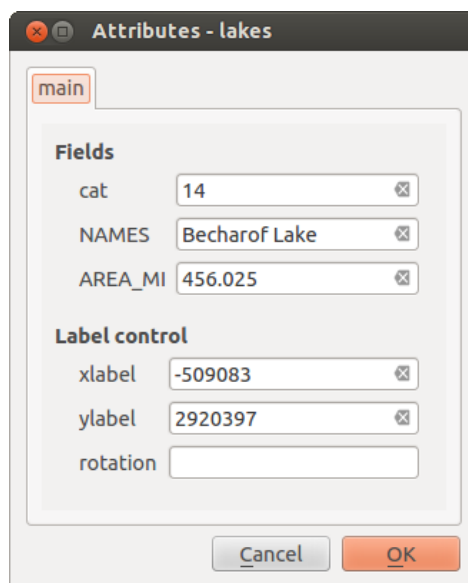 Attributes - lakes
main
Fields
cat 14
NAMES Becharof Lake
AREA_MI 456.025
Label control
xlabel -509083
ylabel 2920397
rotation
Cancel OK